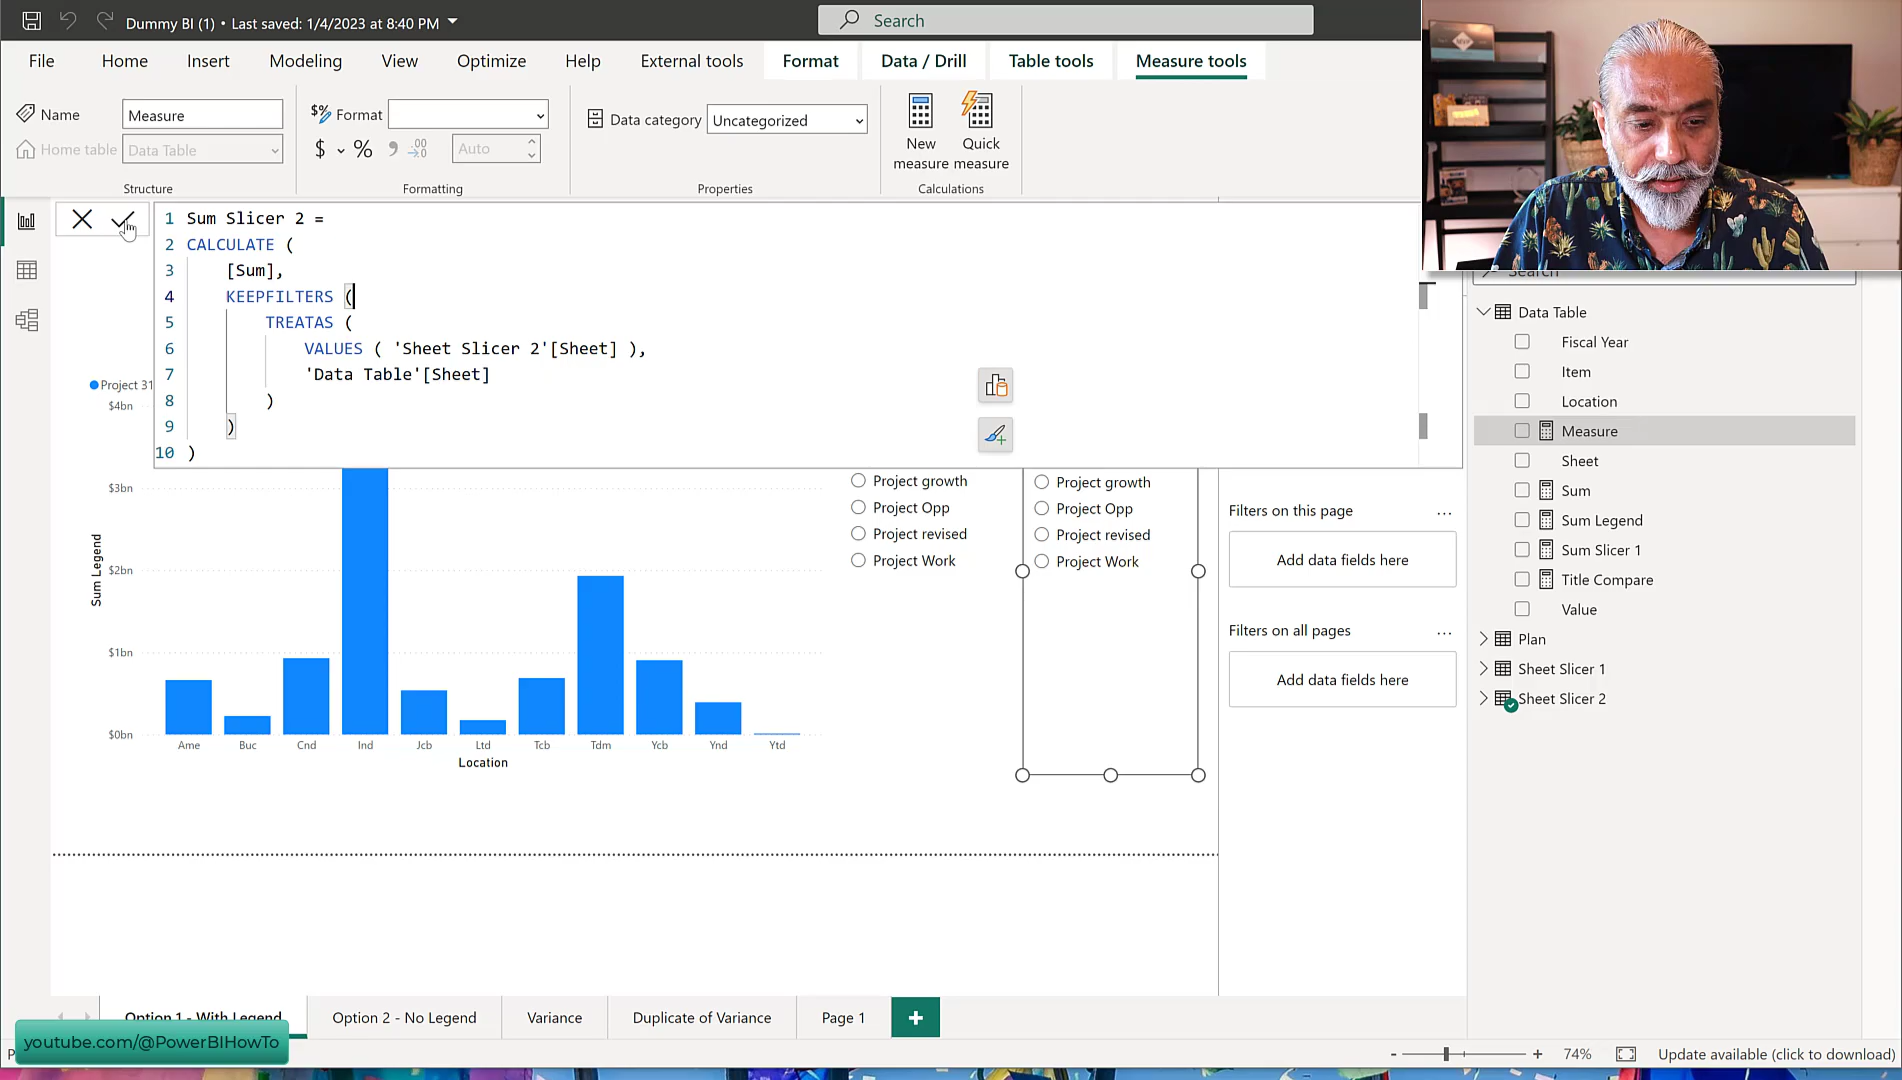 Dummy BI (1) • Last saved: 1/4/2023 at 8:40 PM
Search
File Home Insert Modeling View Optimize Help External tools Format Data / Drill Table tools Measure tools
Name Measure
Home table Data Table
Structure
Format
$ % Auto
Formatting
Data category Uncategorized
Properties
New measure
Quick measure
Calculations
1 Sum Slicer 2 =
2 CALCULATE (
3 [Sum],
4 KEEPFILTERS (
5 TREATAS (
6 VALUES ( 'Sheet Slicer 2'[Sheet] ),
7 'Data Table'[Sheet]
8 )
9 )
10 )
Project 31
$4bn
$3bn
$2bn
$1bn
$0bn
Sum Legend
Ame Buc Cnd Ind Jcb Ltd Tcb Tdm Ycb Ynd Ytd
Location
Project growth
Project Opp
Project revised
Project Work
Project growth
Project Opp
Project revised
Project Work
Filters on this page ...
Add data fields here
Filters on all pages ...
Add data fields here
Search
Data Table
Fiscal Year
Item
Location
Measure
Sheet
Sum
Sum Legend
Sum Slicer 1
Title Compare
Value
Plan
Sheet Slicer 1
Sheet Slicer 2
Option 1 - With Legend
Option 2 - No Legend
Variance
Duplicate of Variance
Page 1
+
youtube.com/@PowerBIHowTo
- + 74%
Update available (click to download)